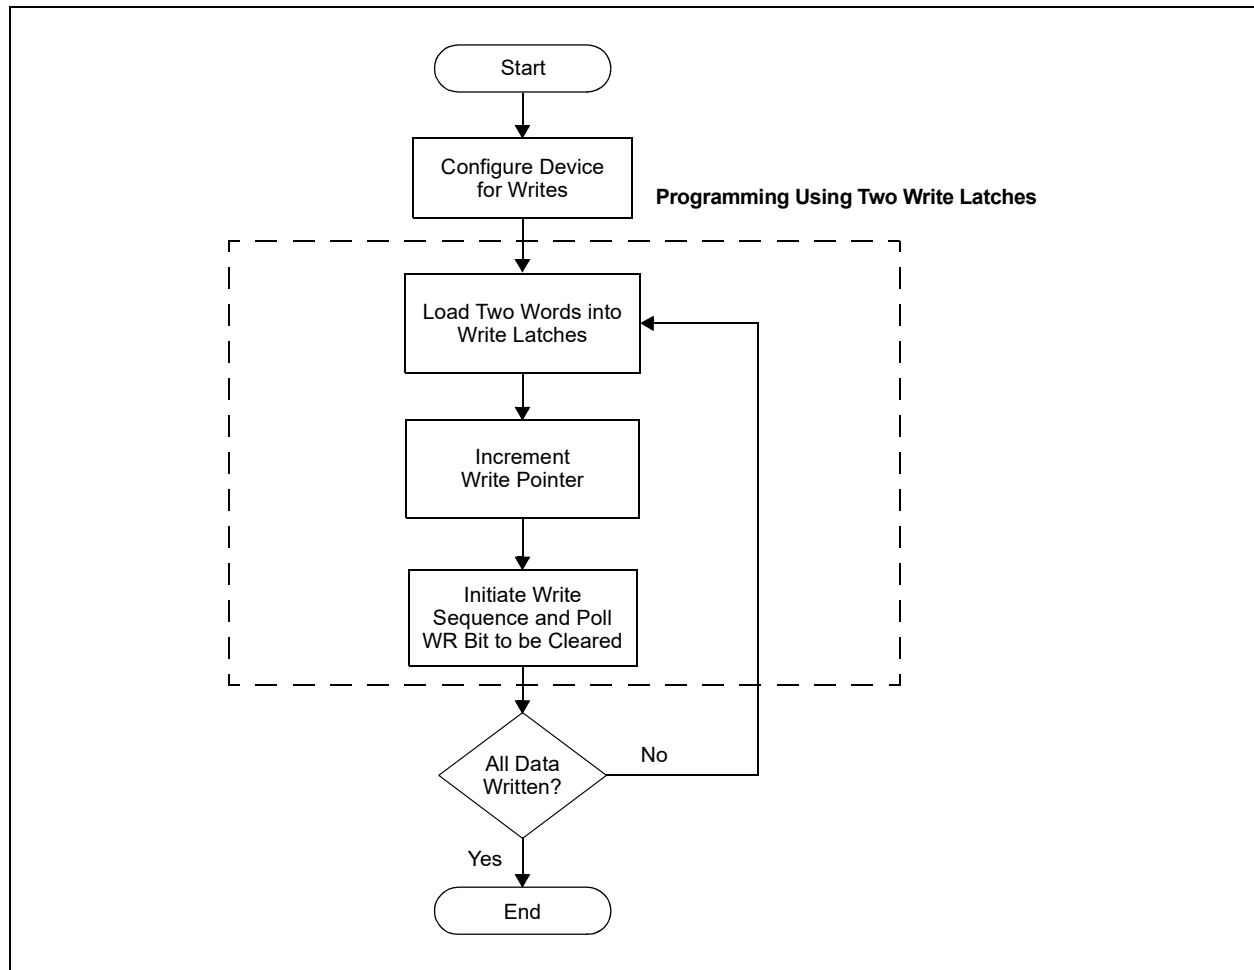 Start
Configure Device
for Writes
Programming Using Two Write Latches
Load Two Words into
Write Latches
Increment
Write Pointer
Initiate Write
Sequence and Poll
WR Bit to be Cleared
All Data
Written?
No
Yes
End